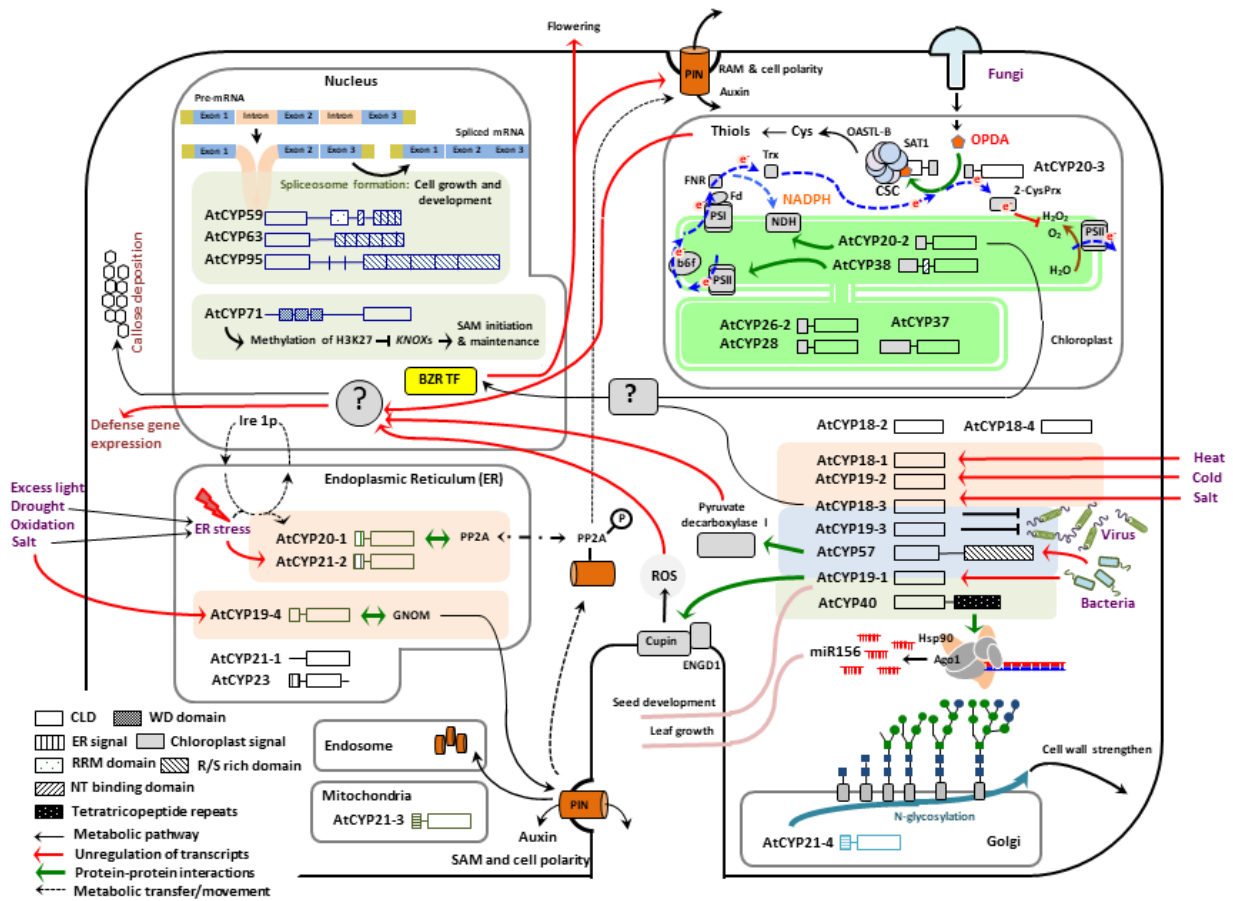 Flowering
Nucleus
Pre-mRNA
Exon 1 Intron Exon 2 Intron Exon 3
Spliced mRNA
Exon 1 Exon 2 Exon 3 Exon 1 Exon 2 Exon 3
Spliceosome formation: Cell growth and
development
AtCYP59
AtCYP63
AtCYP95
AtCYP71
Methylation of H3K27 KNOXs
SAM initiation
& maintenance
BZR TF
?
Callose deposition
Defense gene
expression
Ire 1p
PIN
RAM & cell polarity
Auxin
Fungi
OPDA
Thiols Cys
OASTL-B
SAT1
CSC
AtCYP20-3
2-CysPrx
e-
Trx
FNR
Fd
NADPH
PSI
NDH
e-
e-
e-
H2O2
O2
PSII
e-
H2O
b6f
e-
e-
PSII
AtCYP20-2
AtCYP38
AtCYP26-2
AtCYP37
AtCYP28
Chloroplast
?
AtCYP18-2
AtCYP18-4
AtCYP18-1
AtCYP19-2
AtCYP18-3
AtCYP19-3
AtCYP57
AtCYP19-1
AtCYP40
Heat
Cold
Salt
Virus
Bacteria
Pyruvate
decarboxylase I
ROS
Cupin
ENGD1
Hsp90
Ago1
miR156
Seed development
Leaf growth
Excess light
Drought
Oxidation
Salt
Endoplasmic Reticulum (ER)
ER stress
AtCYP20-1
PP2A
AtCYP21-2
AtCYP19-4
GNOM
AtCYP21-1
AtCYP23
P
PP2A
Endosome
Mitochondria
AtCYP21-3
PIN
Auxin
SAM and cell polarity
Cell wall strengthen
N-glycosylation
AtCYP21-4
Golgi
CLD
WD domain
ER signal
Chloroplast signal
RRM domain
R/S rich domain
NT binding domain
Tetratricopeptide repeats
Metabolic pathway
Unregulation of transcripts
Protein-protein interactions
Metabolic transfer/movement